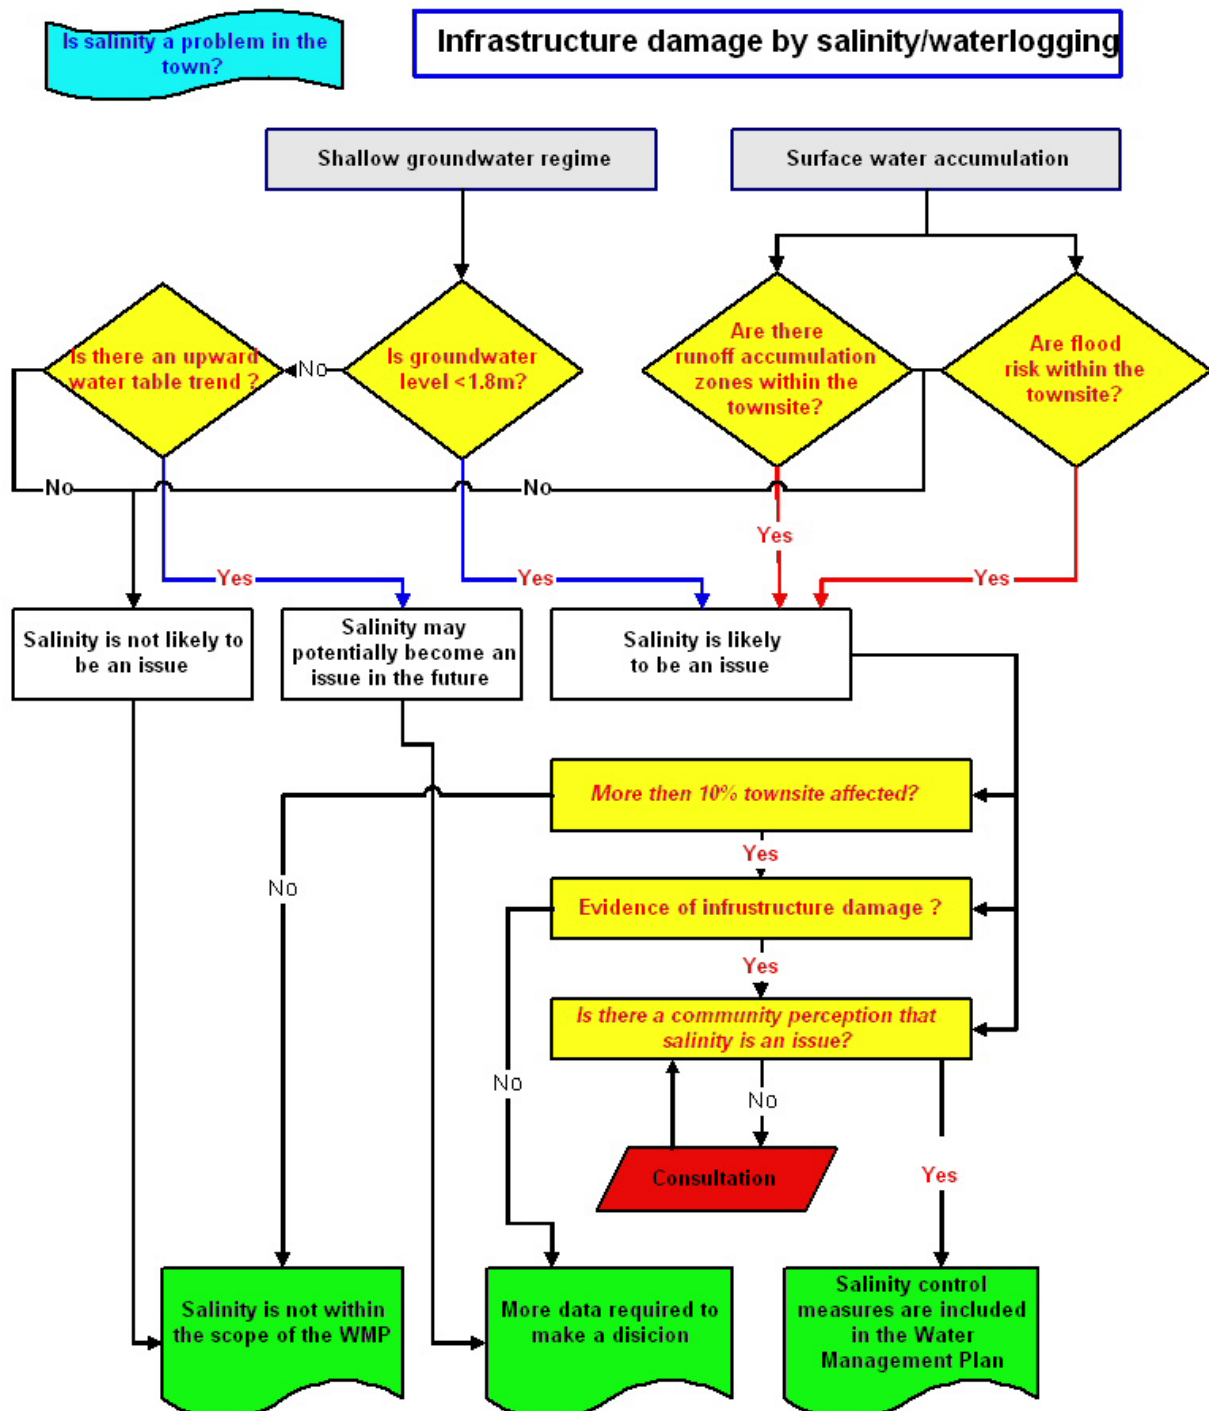 Is salinity a problem in the
town?
Infrastructure damage by salinity/waterlogging
Shallow groundwater regime
Surface water accumulation
Is there an upward
water table trend ?
No
Is groundwater
level <1.8m?
Are there
runoff accumulation
zones within the
townsite?
Are flood
risk within the
townsite?
No
No
Yes
Yes
Yes
Yes
Salinity is not likely to
be an issue
Salinity may
potentially become an
issue in the future
Salinity is likely
to be an issue
More then 10% townsite affected?
Yes
No
Evidence of infrustructure damage ?
Yes
Is there a community perception that
salinity is an issue?
No
No
Consultation
Yes
Salinity is not within
the scope of the WMP
More data required to
make a disicion
Salinity control
measures are included
in the Water
Management Plan